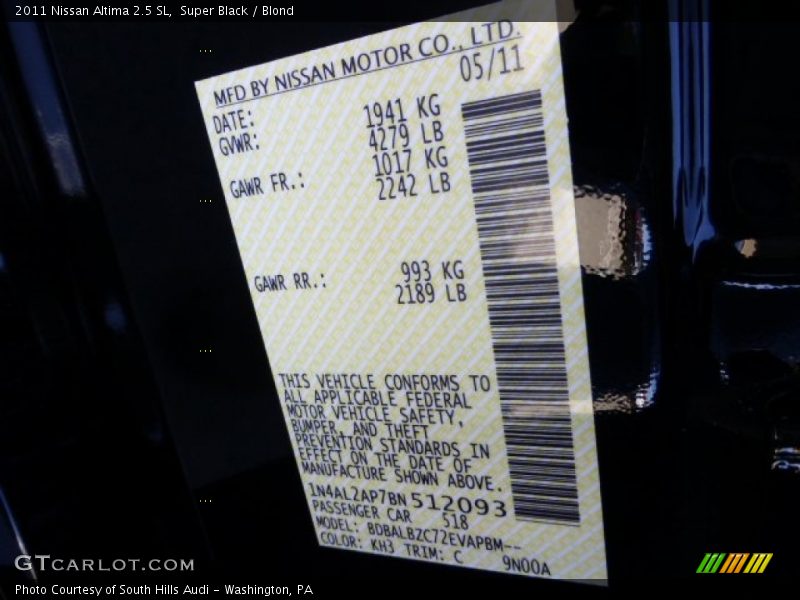 2011 Nissan Altima 2.5 SL, Super Black / Blond
MFD BY NISSAN MOTOR CO., LTD.
DATE: 05/11
GVWR: 1941 KG
4279 LB
GAWR FR.: 1017 KG
2242 LB
GAWR RR.: 993 KG
2189 LB
THIS VEHICLE CONFORMS TO
ALL APPLICABLE FEDERAL
MOTOR VEHICLE SAFETY,
BUMPER, AND THEFT
PREVENTION STANDARDS IN
EFFECT ON THE DATE OF
MANUFACTURE SHOWN ABOVE.
1N4AL2AP7BN512093
PASSENGER CAR 518
MODEL: BDBALBZC72EVAPBM--
COLOR: KH3 TRIM: C 9N00A
GTCARLOT.COM
Photo Courtesy of South Hills Audi - Washington, PA